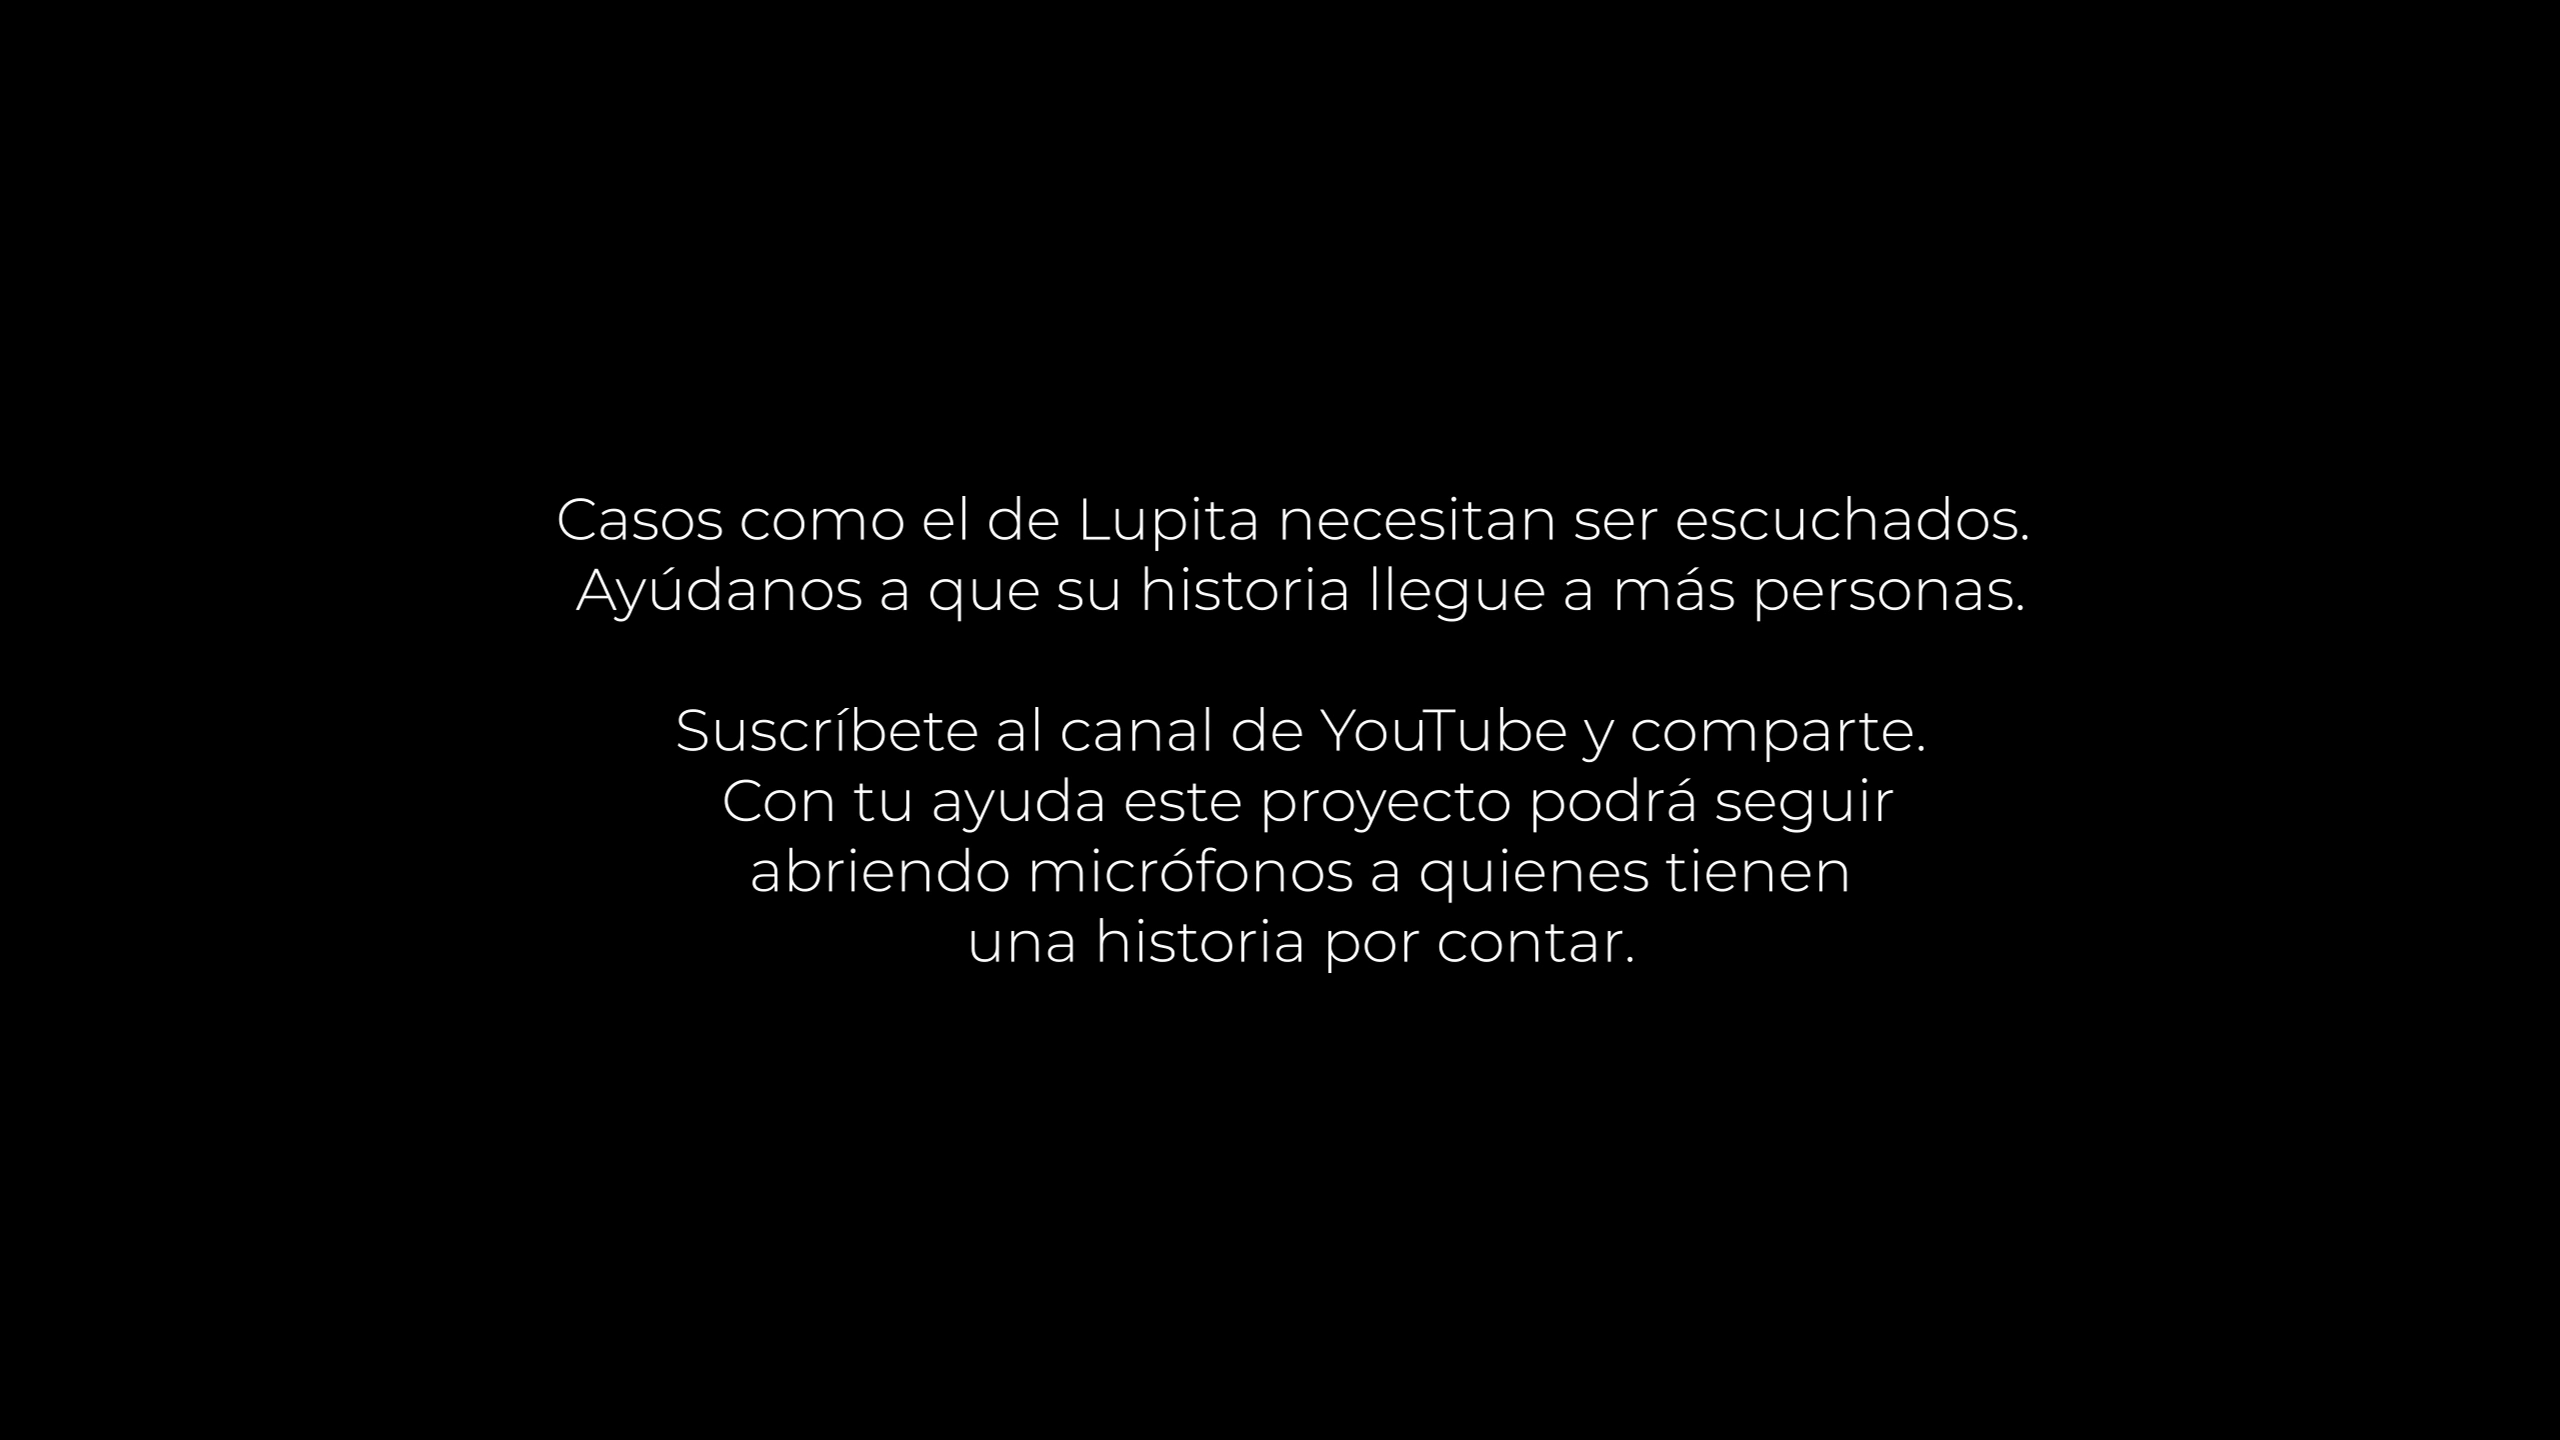 Casos como el de Lupita necesitan ser escuchados.
Ayúdanos a que su historia llegue a más personas.
Suscríbete al canal de YouTube y comparte.
Con tu ayuda este proyecto podrá seguir
abriendo micrófonos a quienes tienen
una historia por contar.